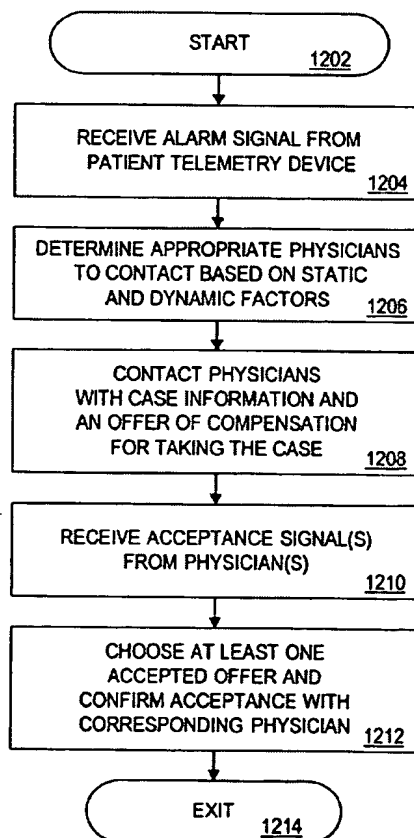 START
1202
RECEIVE ALARM SIGNAL FROM
PATIENT TELEMETRY DEVICE
1204
DETERMINE APPROPRIATE PHYSICIANS
TO CONTACT BASED ON STATIC
AND DYNAMIC FACTORS
1206
CONTACT PHYSICIANS
WITH CASE INFORMATION AND
AN OFFER OF COMPENSATION
FOR TAKING THE CASE
1208
RECEIVE ACCEPTANCE SIGNAL(S)
FROM PHYSICIAN(S)
1210
CHOOSE AT LEAST ONE
ACCEPTED OFFER AND
CONFIRM ACCEPTANCE WITH
CORRESPONDING PHYSICIAN
1212
EXIT
1214